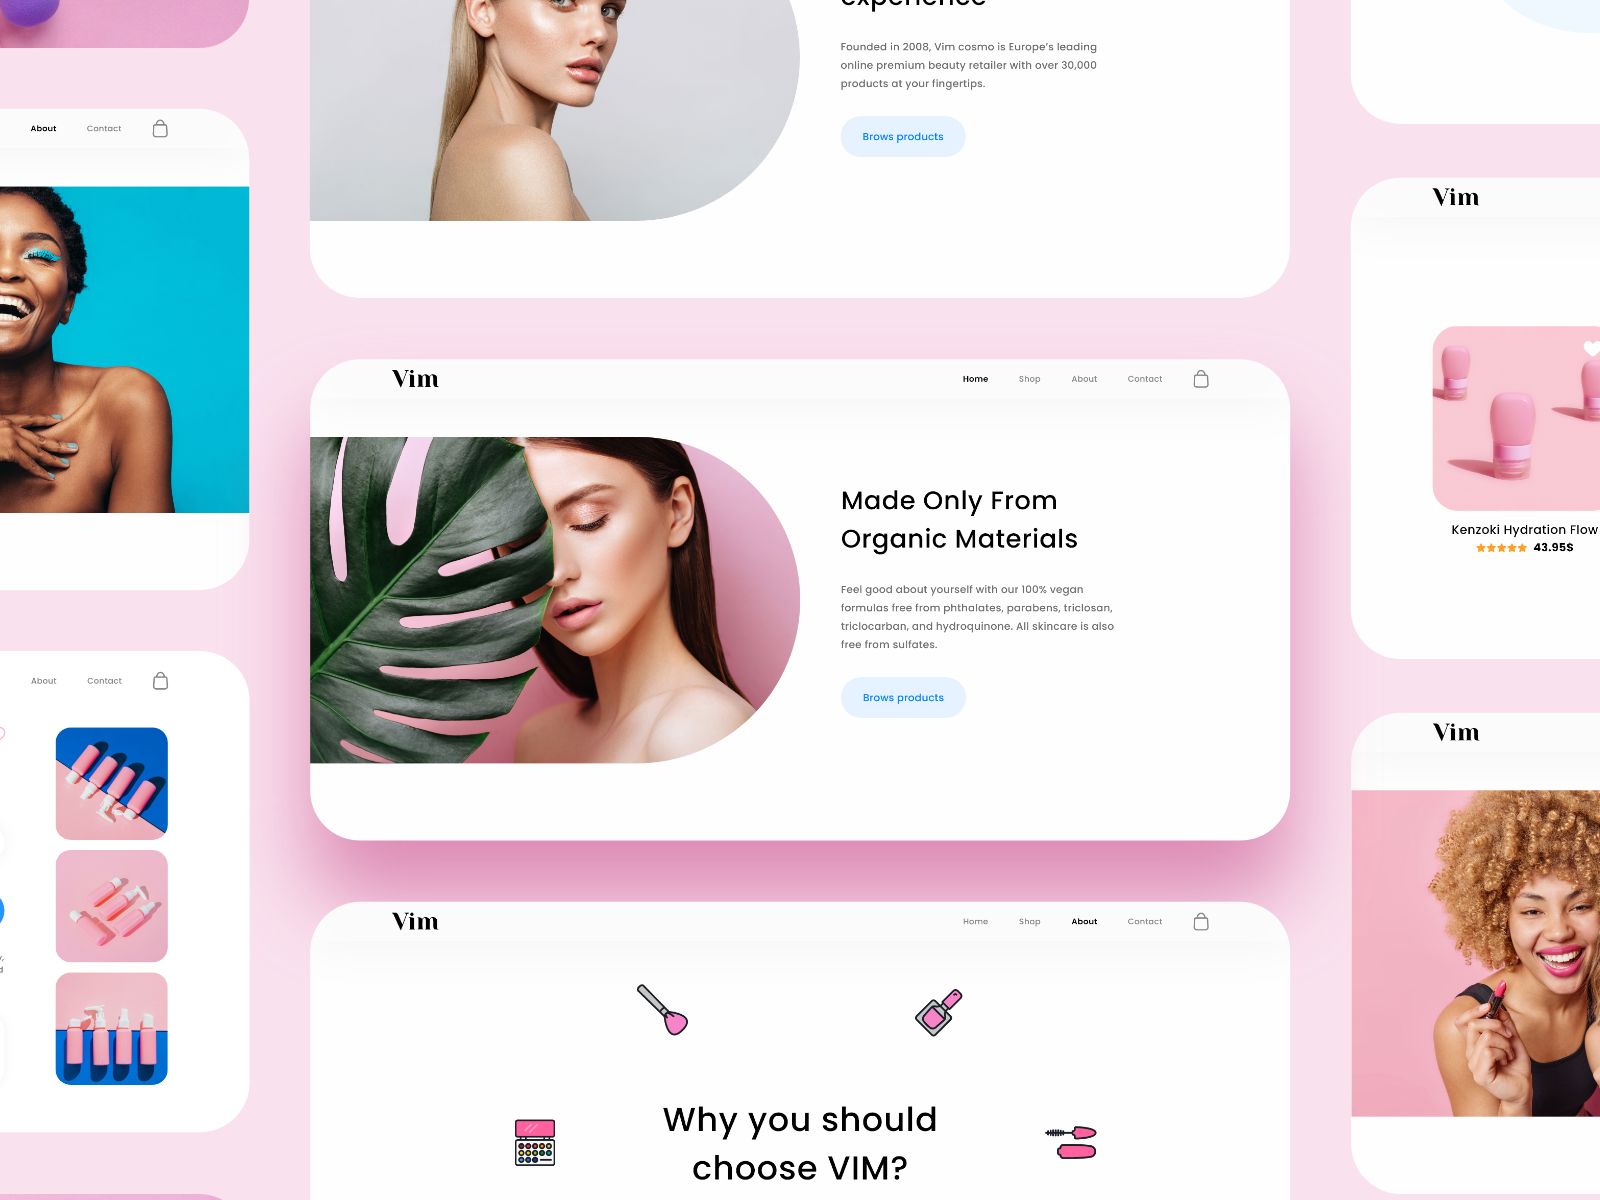 experience
Founded in 2008, Vim cosmo is Europe's leading
online premium beauty retailer with over 30,000
products at your fingertips.
Brows products
About
Contact
Vim
Vim
Home
Shop
About
Contact
Made Only From
Organic Materials
Feel good about yourself with our 100% vegan
formulas free from phthalates, parabens, triclosan,
triclocarban, and hydroquinone. All skincare is also
free from sulfates.
Brows products
Kenzoki Hydration Flow
43.95$
About
Contact
Vim
Vim
Home
Shop
About
Contact
Why you should
choose VIM?